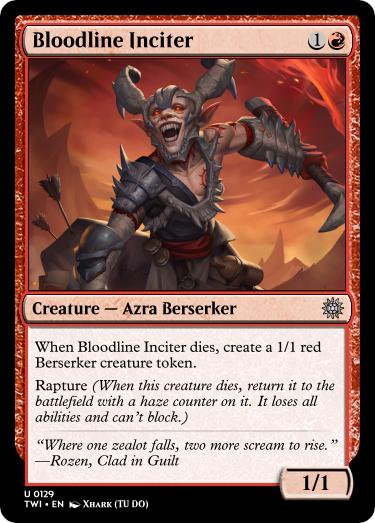 Bloodline Inciter 1
Creature — Azra Berserker
When Bloodline Inciter dies, create a 1/1 red
Berserker creature token.
Rapture (When this creature dies, return it to the
battlefield with a haze counter on it. It loses all
abilities and can't block.)
“Where one zealot falls, two more scream to rise.”
—Rozen, Clad in Guilt
1/1
U 0129
TWI • EN Xhark (TU DO)